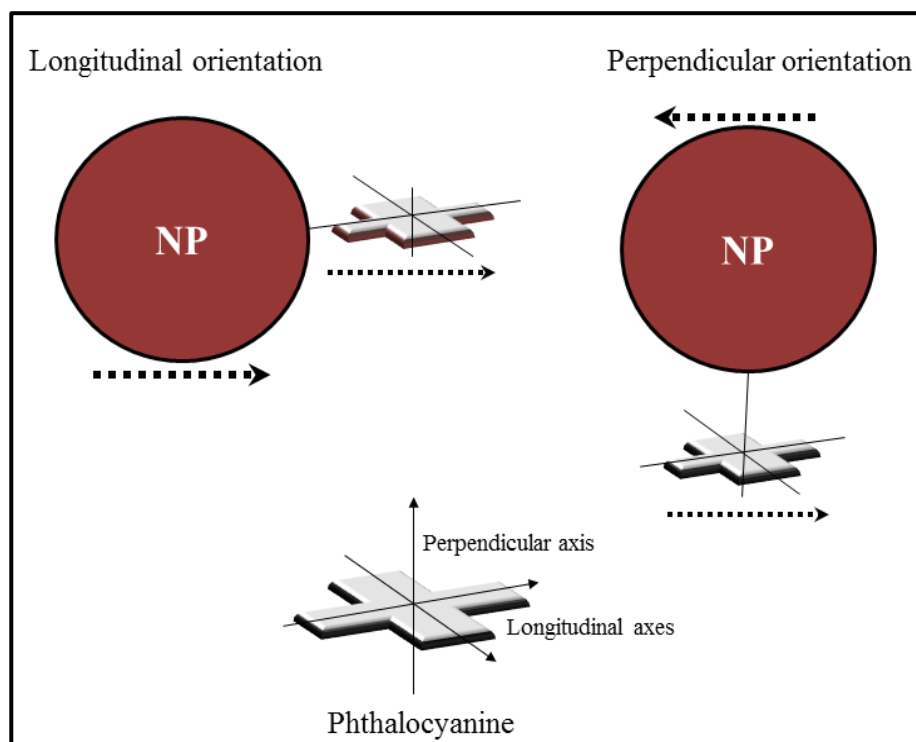 Longitudinal orientation
Perpendicular orientation
NP
NP
Perpendicular axis
Longitudinal axes
Phthalocyanine